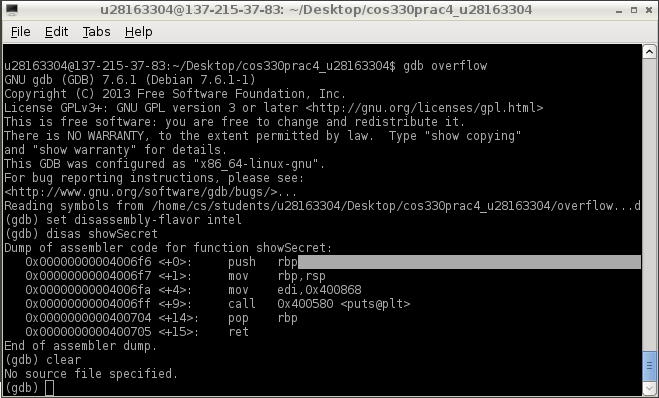 u28163304@137-215-37-83: ~/Desktop/cos330prac4_u28163304
File Edit Tabs Help
u28163304@137-215-37-83:~/Desktop/cos330prac4_u28163304$ gdb overflow
GNU gdb (GDB) 7.6.1 (Debian 7.6.1-1)
Copyright (C) 2013 Free Software Foundation, Inc.
License GPLv3+: GNU GPL version 3 or later <http://gnu.org/licenses/gpl.html>
This is free software: you are free to change and redistribute it.
There is NO WARRANTY, to the extent permitted by law.  Type "show copying"
and "show warranty" for details.
This GDB was configured as "x86_64-linux-gnu".
For bug reporting instructions, please see:
<http://www.gnu.org/software/gdb/bugs/>...
Reading symbols from /home/cs/students/u28163304/Desktop/cos330prac4_u28163304/overflow...d
(gdb) set disassembly-flavor intel
(gdb) disas showSecret
Dump of assembler code for function showSecret:
0x00000000004006f6 <+0>: push rbp
0x00000000004006f7 <+1>: mov rbp,rsp
0x00000000004006fa <+4>: mov edi,0x400868
0x00000000004006ff <+9>: call 0x400580 <puts@plt>
0x0000000000400704 <+14>: pop rbp
0x0000000000400705 <+15>: ret
End of assembler dump.
(gdb) clear
No source file specified.
(gdb)